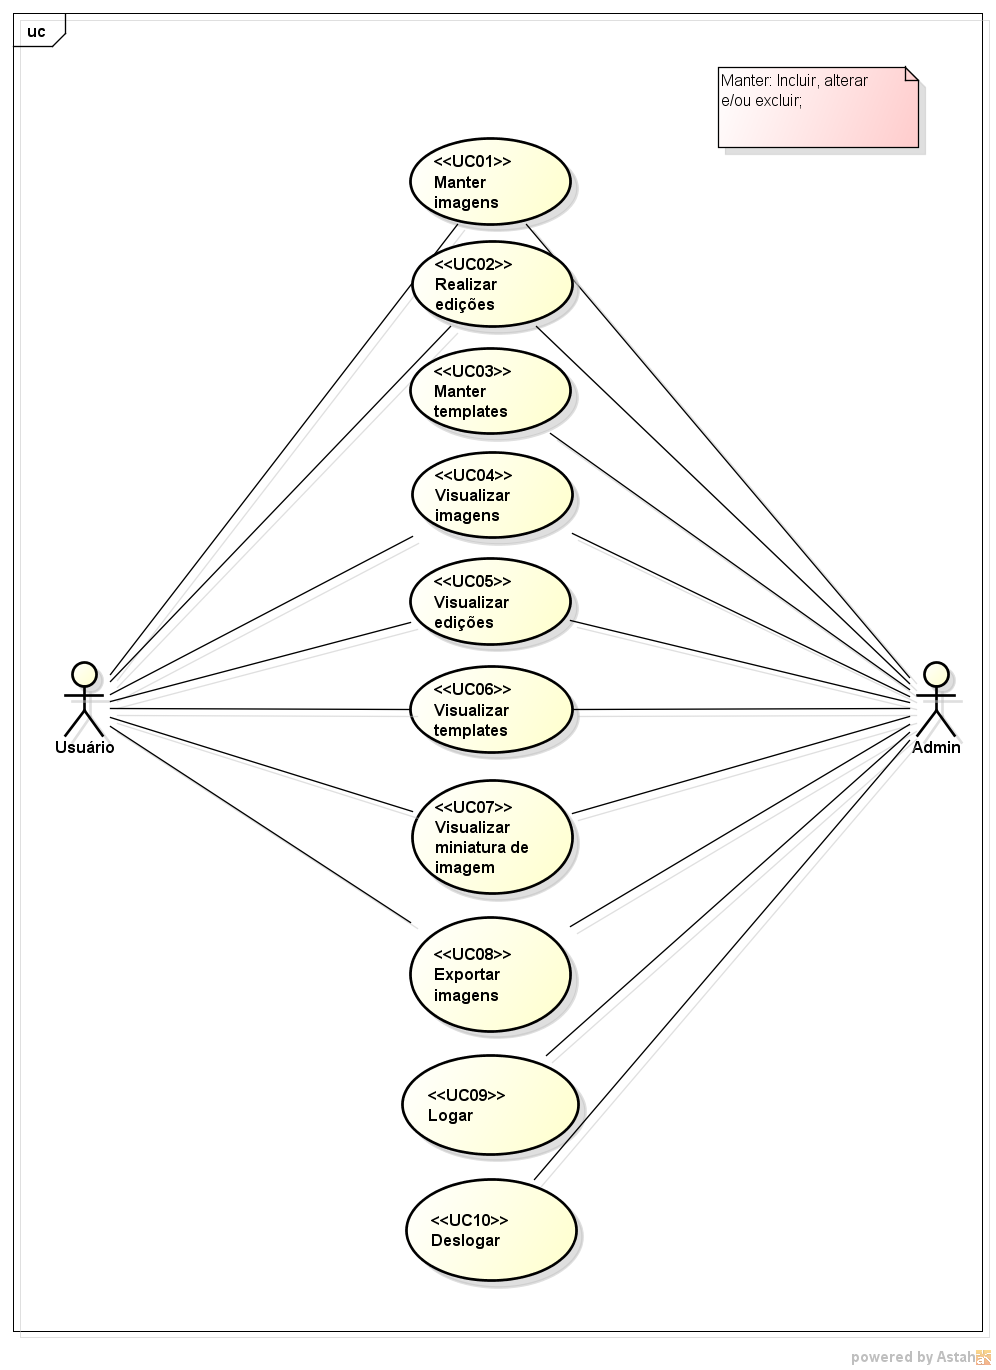 uc
Manter: Incluir, alterar
e/ou excluir;
<<UC01>>
Manter
imagens
<<UC02>>
Realizar
edições
<<UC03>>
Manter
templates
<<UC04>>
Visualizar
imagens
<<UC05>>
Visualizar
edições
<<UC06>>
Visualizar
templates
Usuário
Admin
<<UC07>>
Visualizar
miniatura de
imagem
<<UC08>>
Exportar
imagens
<<UC09>>
Logar
<<UC10>>
Deslogar
powered by Astah